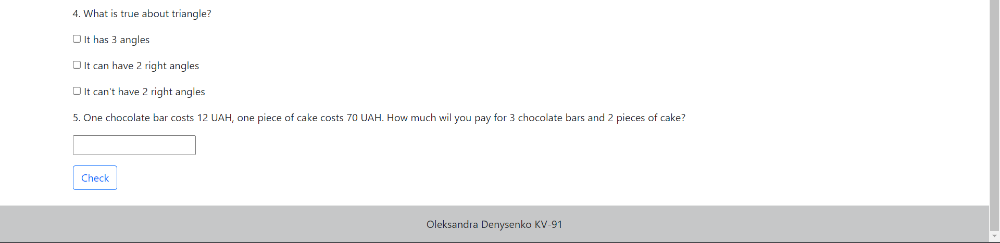 4. What is true about triangle?
It has 3 angles
It can have 2 right angles
It can't have 2 right angles
5. One chocolate bar costs 12 UAH, one piece of cake costs 70 UAH. How much wil you pay for 3 chocolate bars and 2 pieces of cake?
Check
Oleksandra Denysenko KV-91